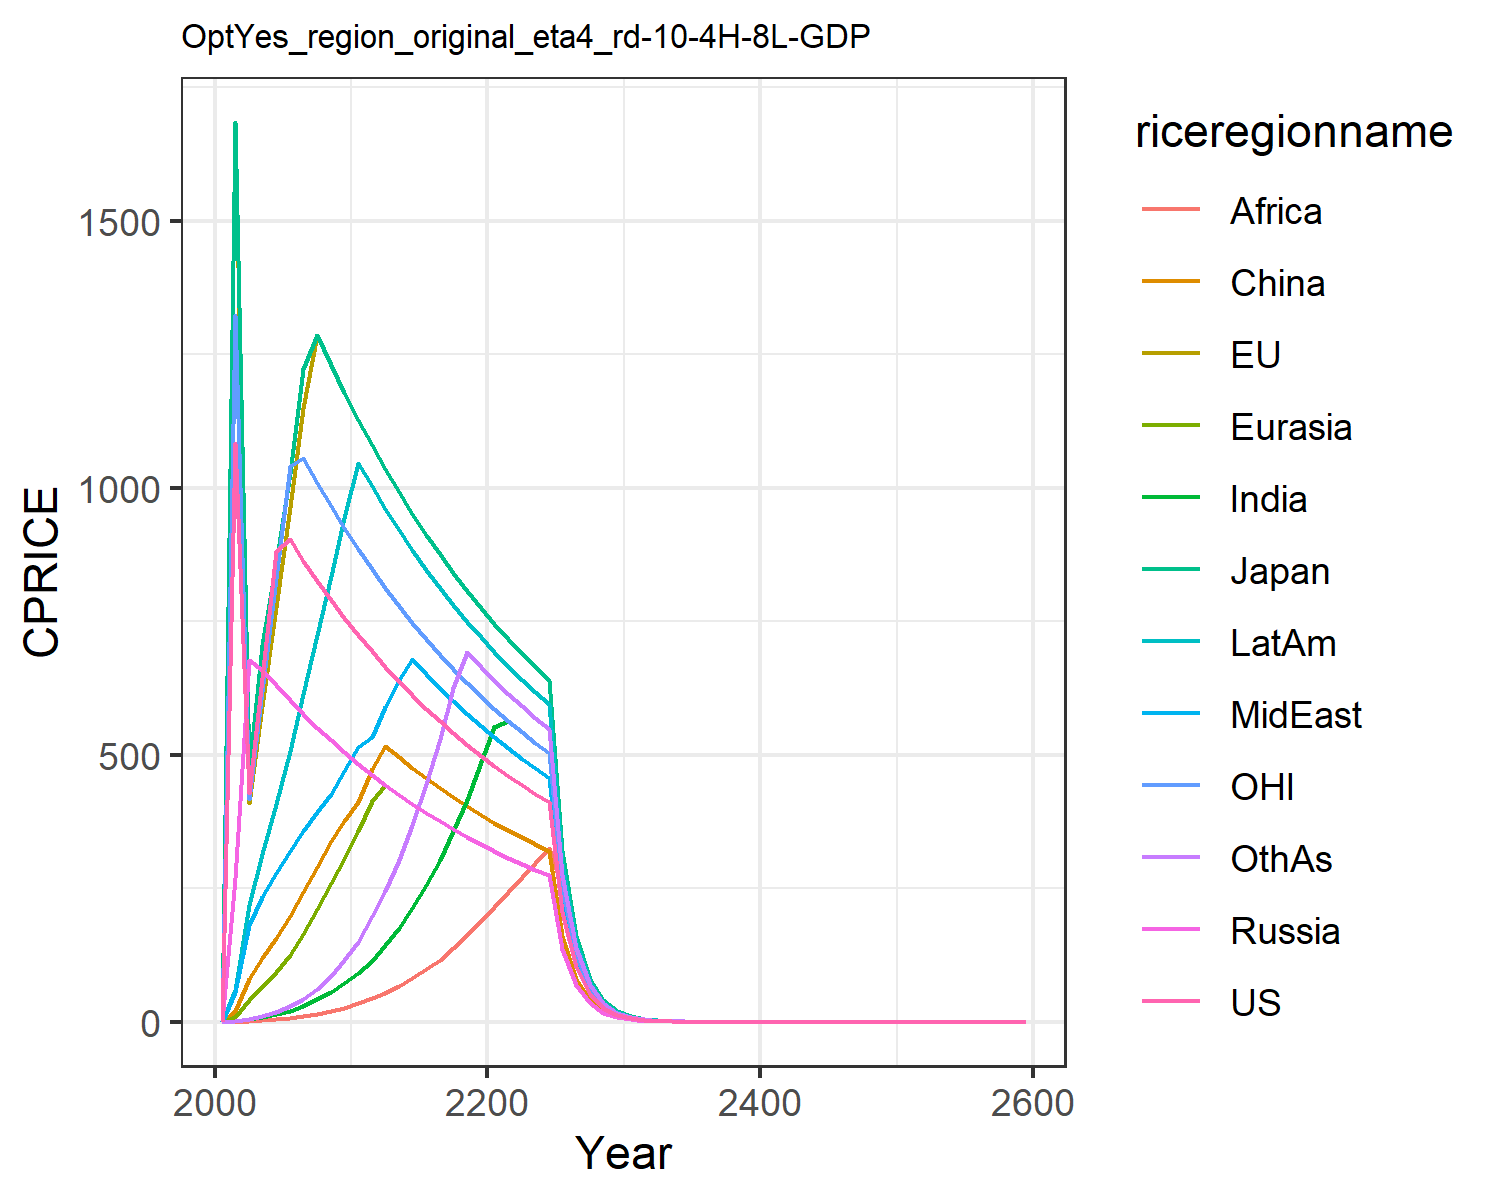 OptYes_region_original_eta4_rd-10-4H-8L-GDP
CPRICE
1500
1000
500
0
2000 2200 2400 2600
Year
riceregionname
Africa
China
EU
Eurasia
India
Japan
LatAm
MidEast
OHI
OthAs
Russia
US